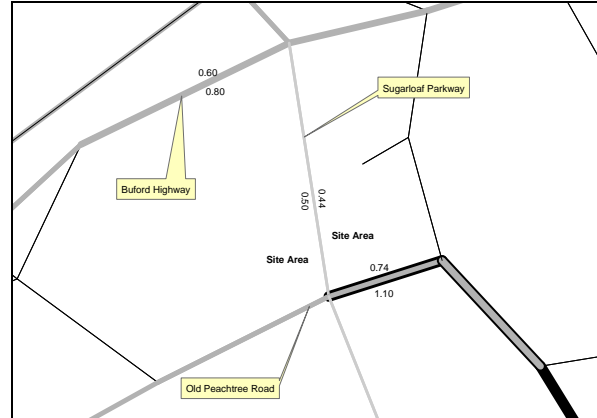 0.60
0.80
Sugarloaf Parkway
Buford Highway
0.44
0.50
Site Area
Site Area
0.74
1.10
Old Peachtree Road